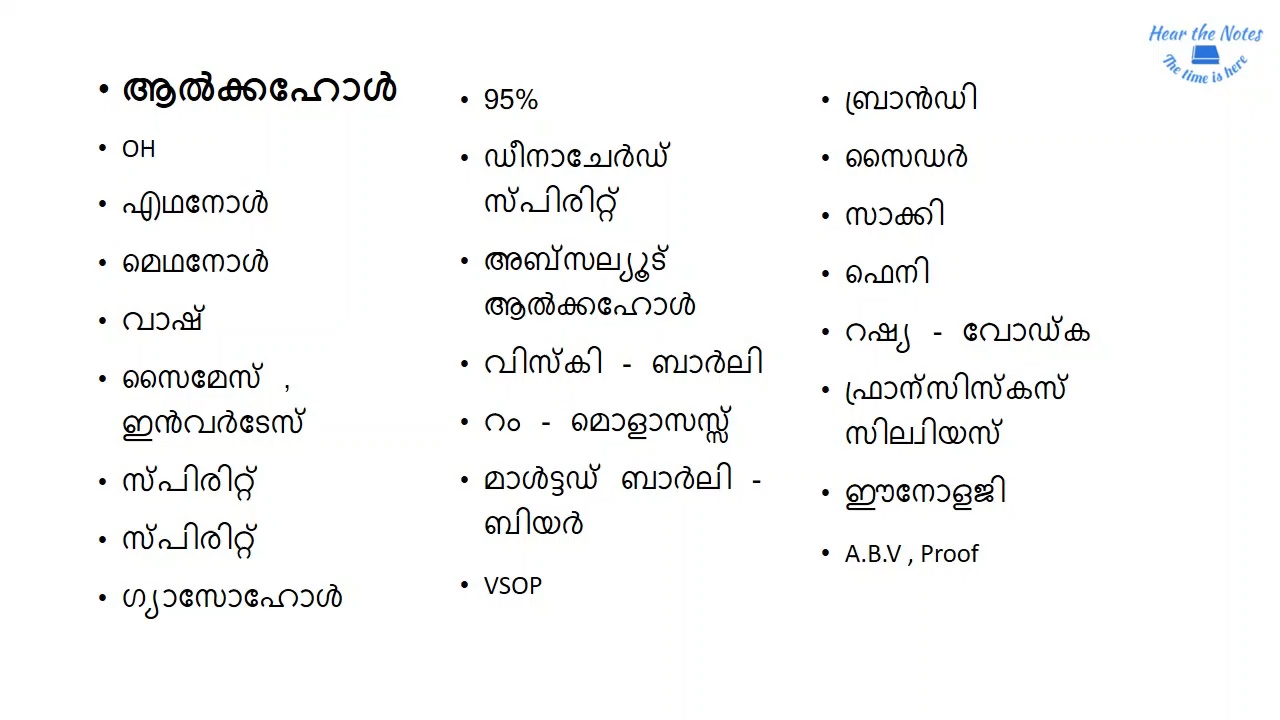 Hear the Notes
The time is here
• ആൽക്കഹോൾ
• OH
• എഥനോൾ
• മെഥനോൾ
• വാഷ്
• സൈമേസ് ,
ഇൻവർടേസ്
• സ്പിരിറ്റ്
• സ്പിരിറ്റ്
• ഗ്യാസോഹോൾ
• 95%
• ഡീനാചേർഡ്
സ്പിരിറ്റ്
• അബ്സല്യൂട്
ആൽക്കഹോൾ
• വിസ്കി - ബാർലി
• റം - മൊളാസസ്സ്
• മാൾട്ടഡ് ബാർലി -
ബിയർ
• VSOP
• ബ്രാൻഡി
• സൈഡർ
• സാക്കി
• ഫെനി
• റഷ്യ - വോഡ്ക
• ഫ്രാന്സിസ്കസ്
സില്വിയസ്
• ഈനോളജി
• A.B.V , Proof